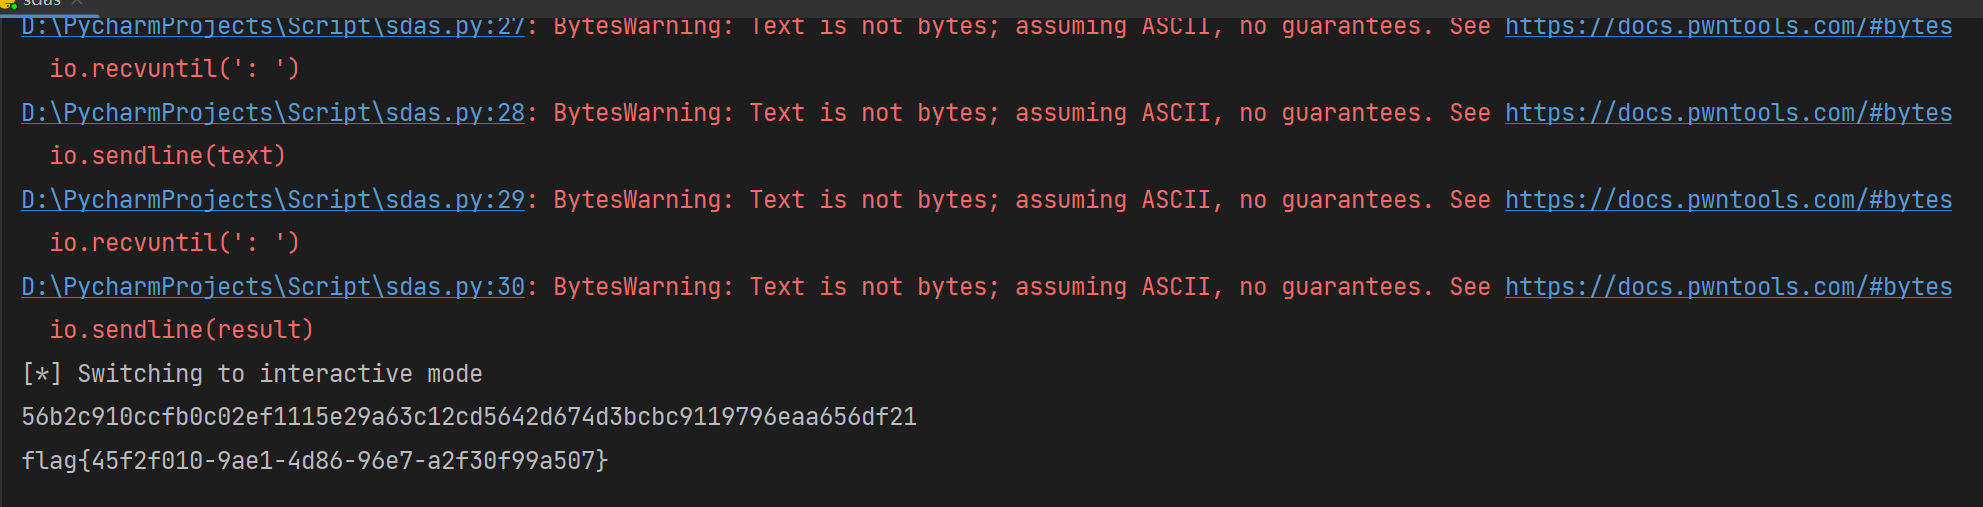 sdas ×
D:\PycharmProjects\Script\sdas.py:27: BytesWarning: Text is not bytes; assuming ASCII, no guarantees. See https://docs.pwntools.com/#bytes
  io.recvuntil(': ')
D:\PycharmProjects\Script\sdas.py:28: BytesWarning: Text is not bytes; assuming ASCII, no guarantees. See https://docs.pwntools.com/#bytes
  io.sendline(text)
D:\PycharmProjects\Script\sdas.py:29: BytesWarning: Text is not bytes; assuming ASCII, no guarantees. See https://docs.pwntools.com/#bytes
  io.recvuntil(': ')
D:\PycharmProjects\Script\sdas.py:30: BytesWarning: Text is not bytes; assuming ASCII, no guarantees. See https://docs.pwntools.com/#bytes
  io.sendline(result)
[*] Switching to interactive mode
56b2c910ccfb0c02ef1115e29a63c12cd5642d674d3bcbc9119796eaa656df21
flag{45f2f010-9ae1-4d86-96e7-a2f30f99a507}